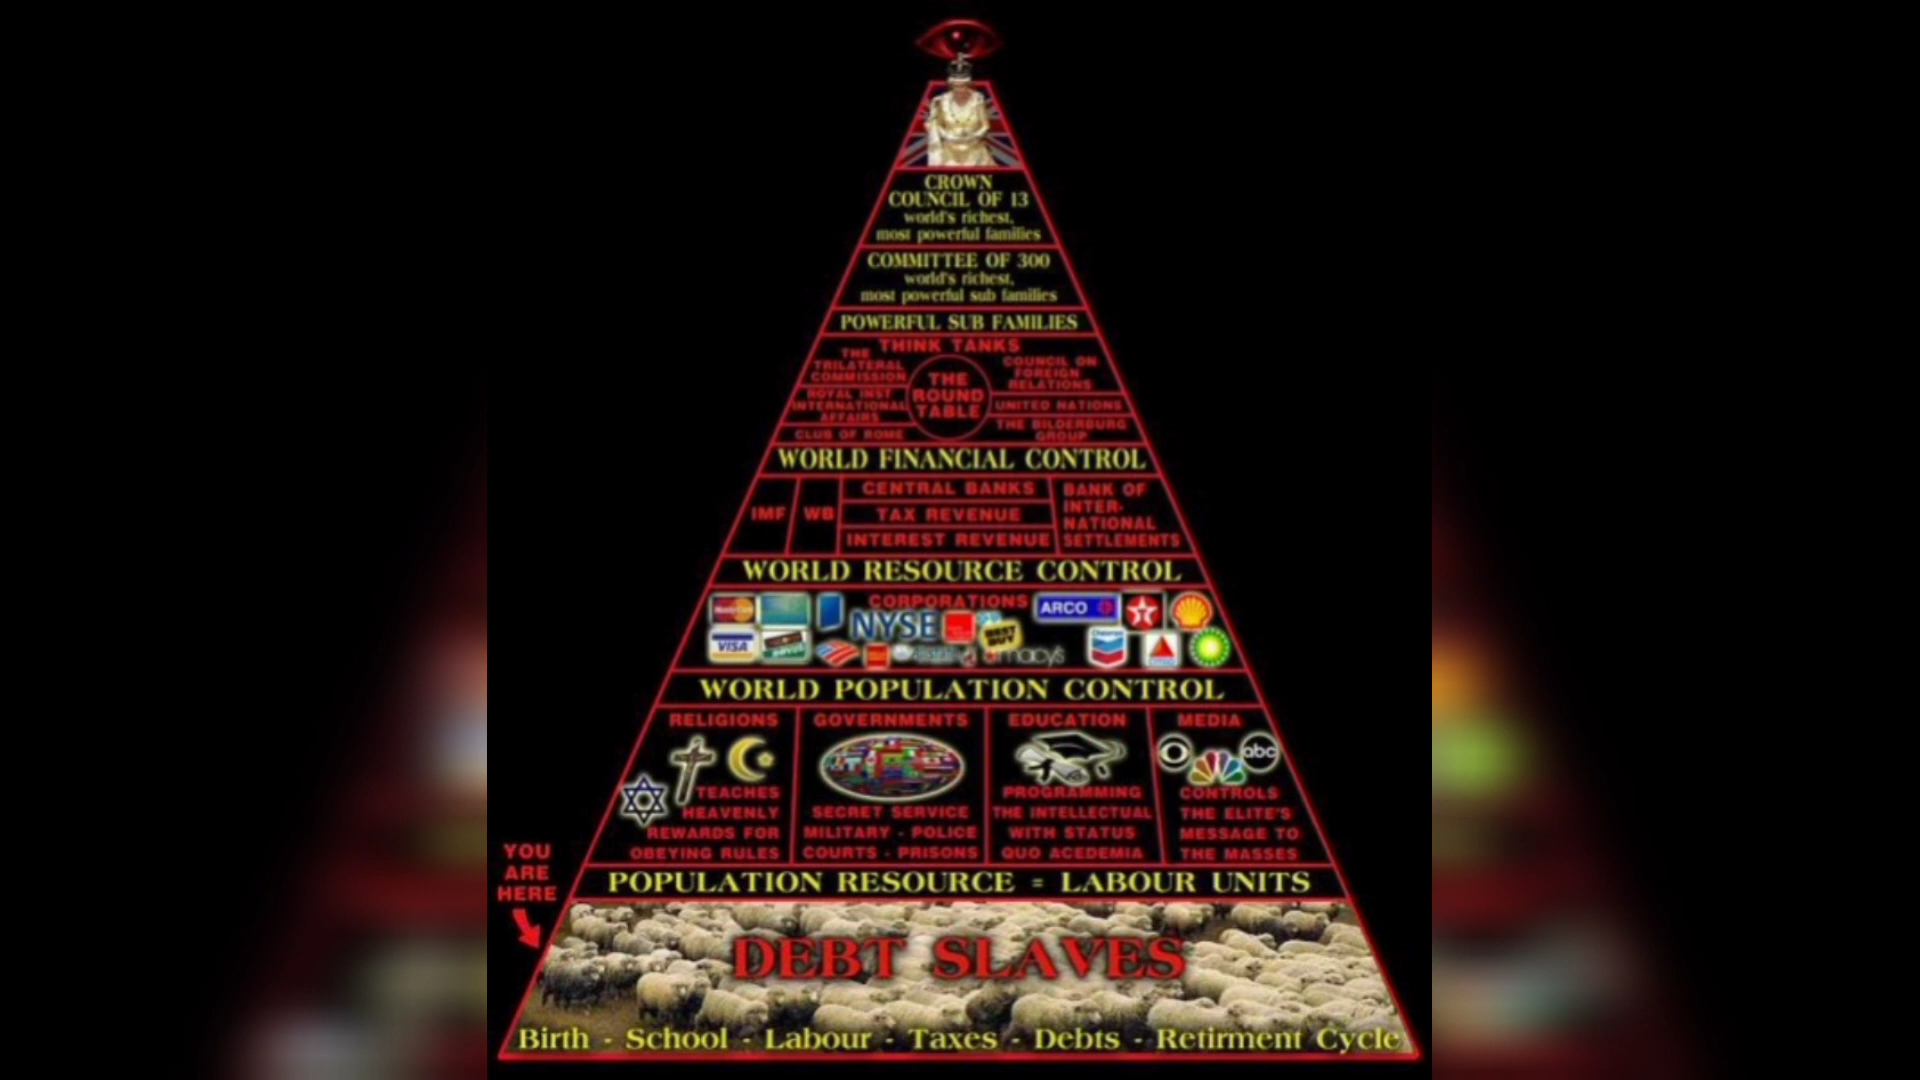 CROWN
COUNCIL OF 13
world's richest,
most powerful families
COMMITTEE OF 300
world's richest,
most powerful sub families
POWERFUL SUB FAMILIES
THINK TANKS
THE
TRILATERAL
COMMISSION
ROYAL INST
INTERNATIONAL
AFFAIRS
CLUB OF ROME
THE
ROUND
TABLE
COUNCIL ON
FOREIGN
RELATIONS
UNITED NATIONS
THE BILDERBURG
GROUP
WORLD FINANCIAL CONTROL
IMF
WB
CENTRAL BANKS
TAX REVENUE
INTEREST REVENUE
BANK OF
INTER-
NATIONAL
SETTLEMENTS
WORLD RESOURCE CONTROL
CORPORATIONS
MasterCard
VISA
NYSE
BEST
BUY
macy's
ARCO
Chevron
CITGO
WORLD POPULATION CONTROL
RELIGIONS
TEACHES
HEAVENLY
REWARDS FOR
OBEYING RULES
GOVERNMENTS
SECRET SERVICE
MILITARY - POLICE
COURTS - PRISONS
EDUCATION
PROGRAMMING
THE INTELLECTUAL
WITH STATUS
QUO ACEDEMIA
MEDIA
abc
CONTROLS
THE ELITE'S
MESSAGE TO
THE MASSES
YOU
ARE
HERE
POPULATION RESOURCE = LABOUR UNITS
DEBT SLAVES
Birth - School - Labour - Taxes - Debts - Retirment Cycle